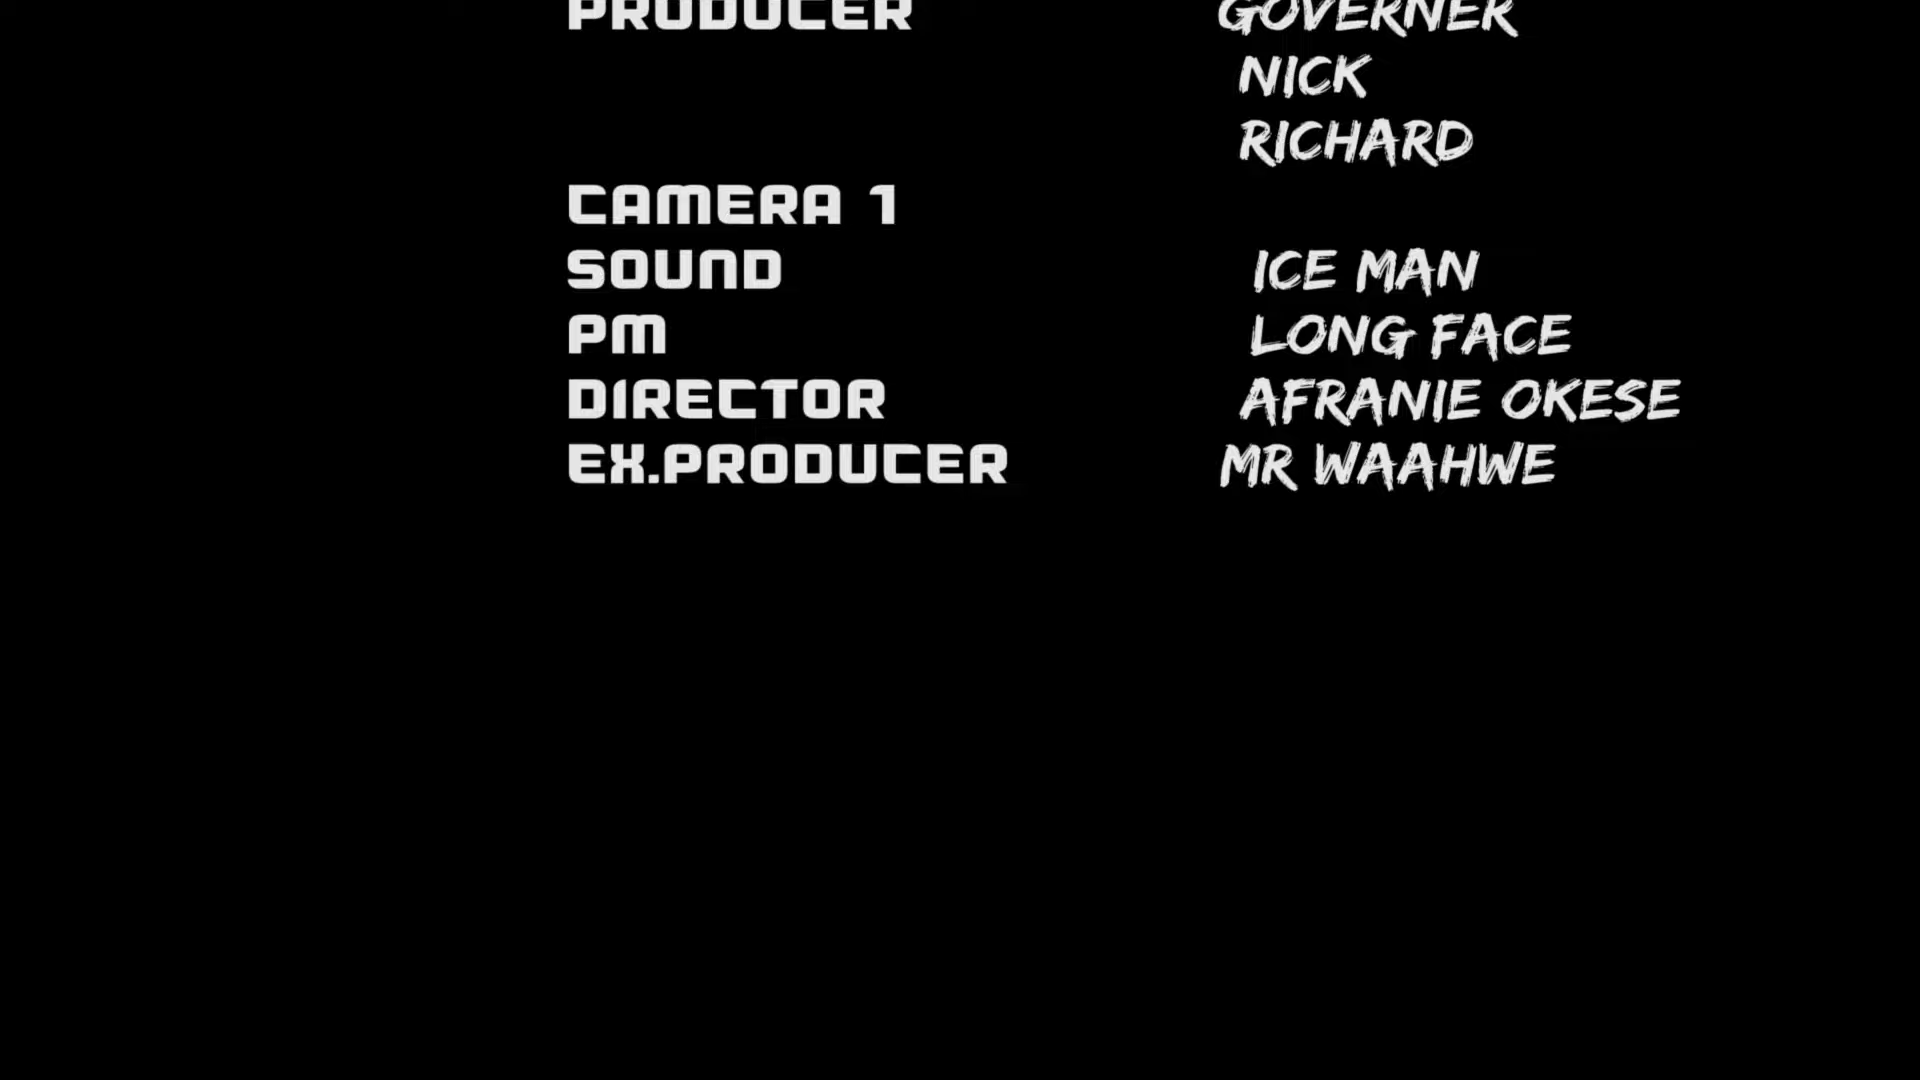 PRODUCER GOVERNER
NICK
RICHARD
CAMERA 1
SOUND ICE MAN
PM LONG FACE
DIRECTOR AFRANIE OKESE
EX.PRODUCER MR WAAHWE